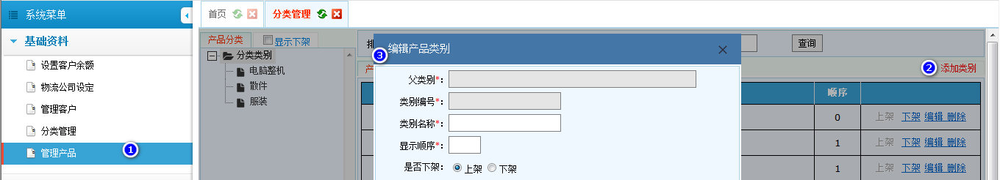 系统菜单
基础资料
设置客户余额
物流公司设定
管理客户
分类管理
管理产品
1
首页
分类管理
产品分类
显示下架
分类类别
电脑整机
散件
服装
查询
2 添加类别
顺序
0 上架 下架 编辑 删除
1 上架 下架 编辑 删除
1 上架 下架 编辑 删除
3 编辑产品类别
父类别*：
类别编号*：
类别名称*：
显示顺序*：
是否下架： 上架 下架